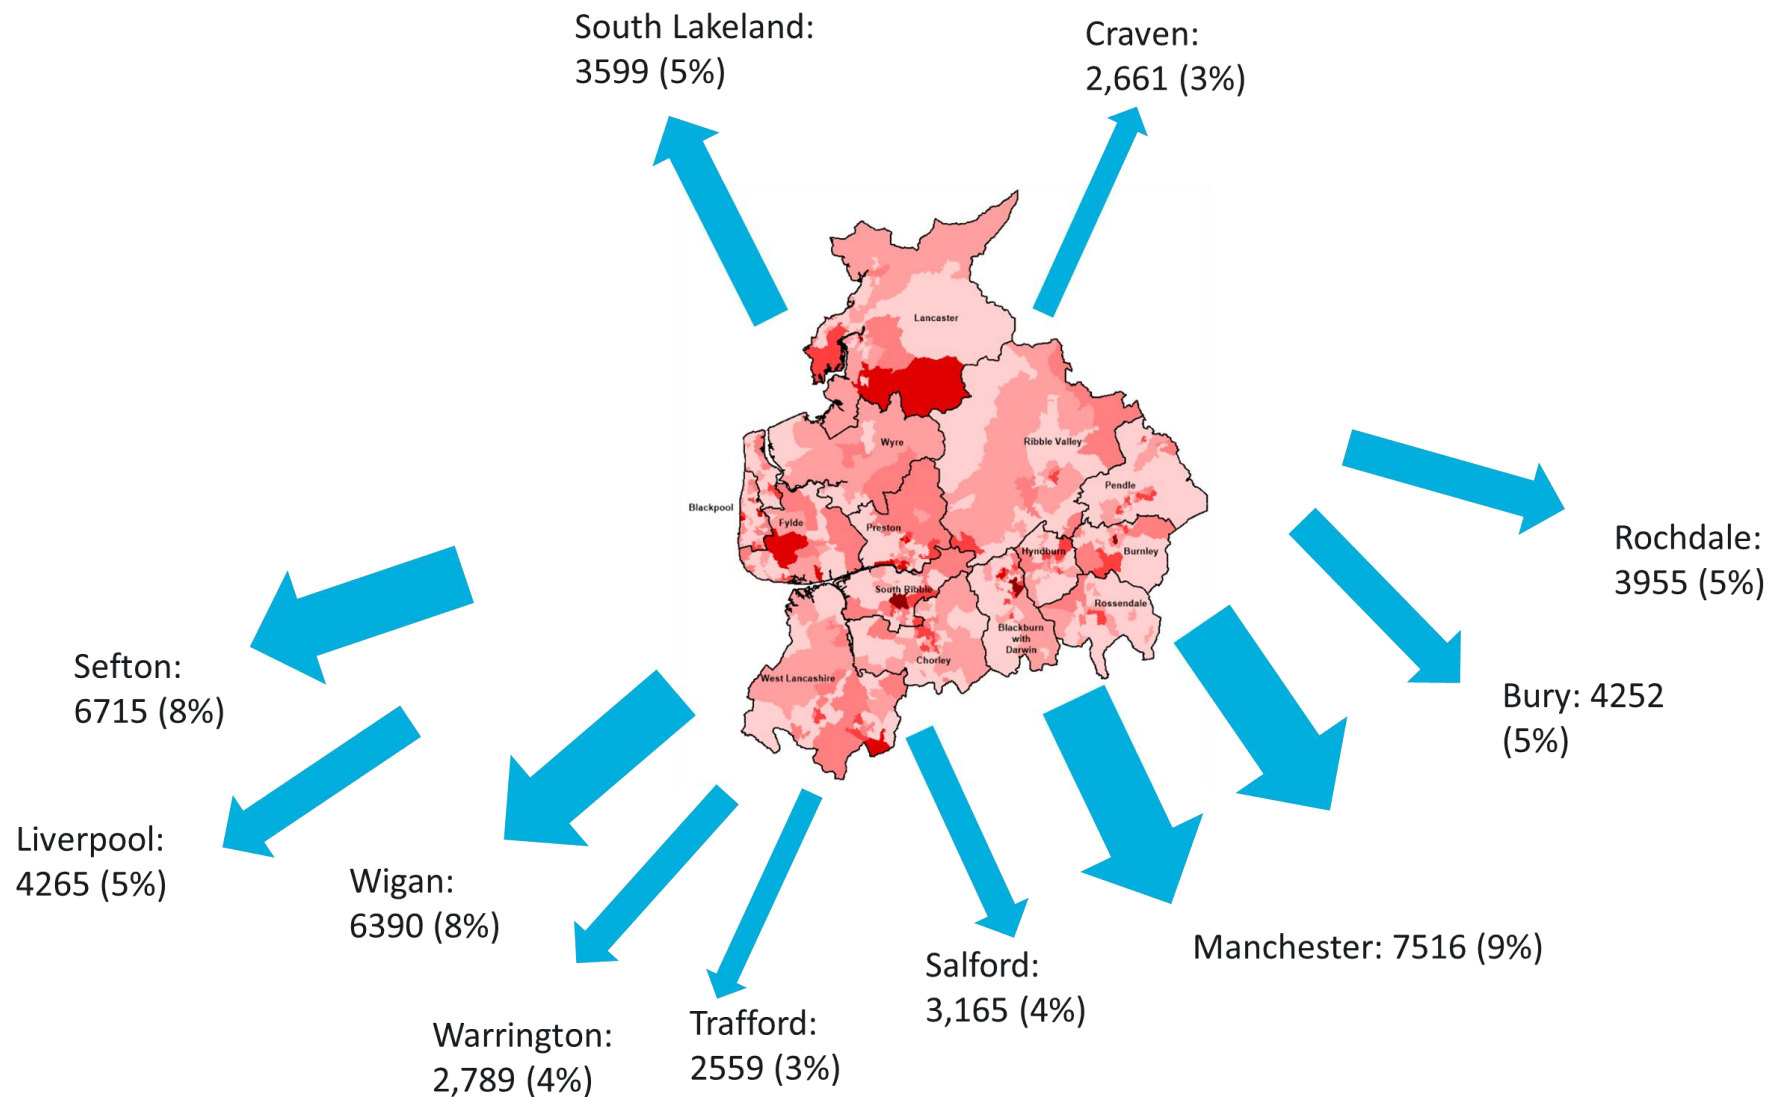 South Lakeland:
3599 (5%)
Craven:
2,661 (3%)
Lancaster
Wyre
Ribble Valley
Pendle
Blackpool
Fylde
Preston
Hyndburn
Burnley
South Ribble
Rossendale
Blackburn
with
Darwin
Chorley
West Lancashire
Rochdale:
3955 (5%)
Bury: 4252
(5%)
Sefton:
6715 (8%)
Liverpool:
4265 (5%)
Wigan:
6390 (8%)
Warrington:
2,789 (4%)
Trafford:
2559 (3%)
Salford:
3,165 (4%)
Manchester: 7516 (9%)